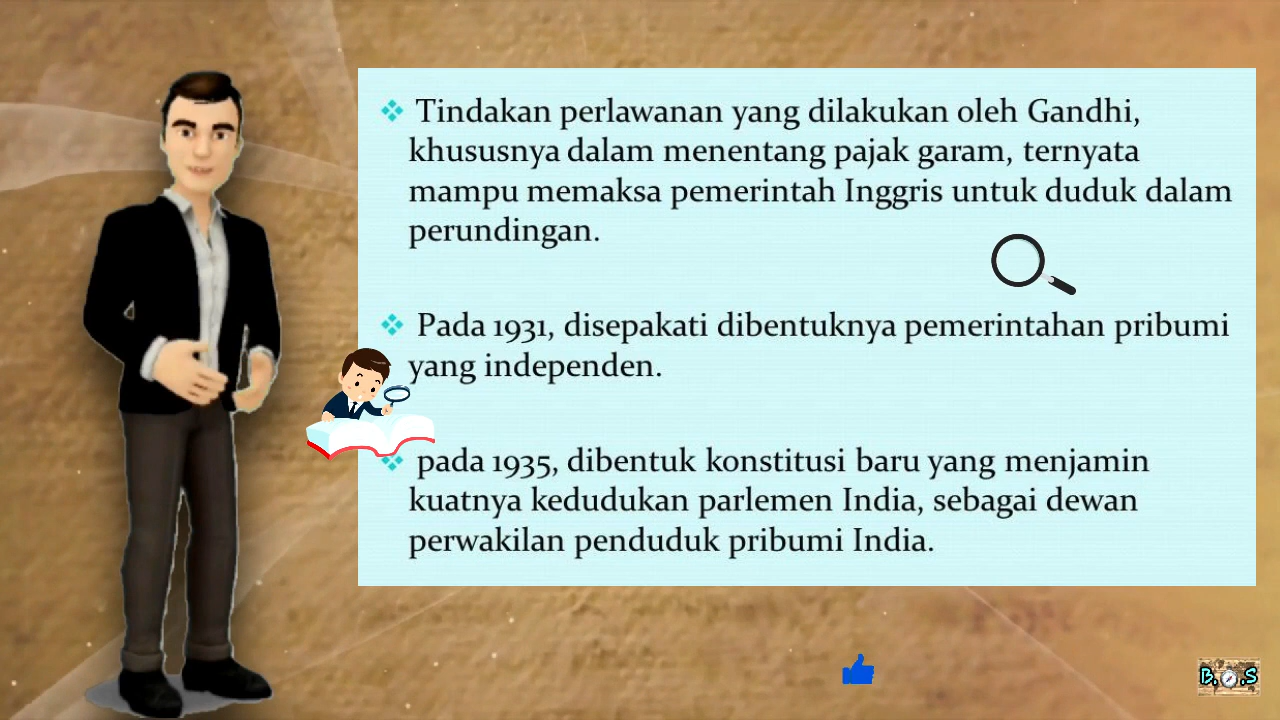 Tindakan perlawanan yang dilakukan oleh Gandhi,
khususnya dalam menentang pajak garam, ternyata
mampu memaksa pemerintah Inggris untuk duduk dalam
perundingan.
Pada 1931, disepakati dibentuknya pemerintahan pribumi
yang independen.
pada 1935, dibentuk konstitusi baru yang menjamin
kuatnya kedudukan parlemen India, sebagai dewan
perwakilan penduduk pribumi India.
B.O.S